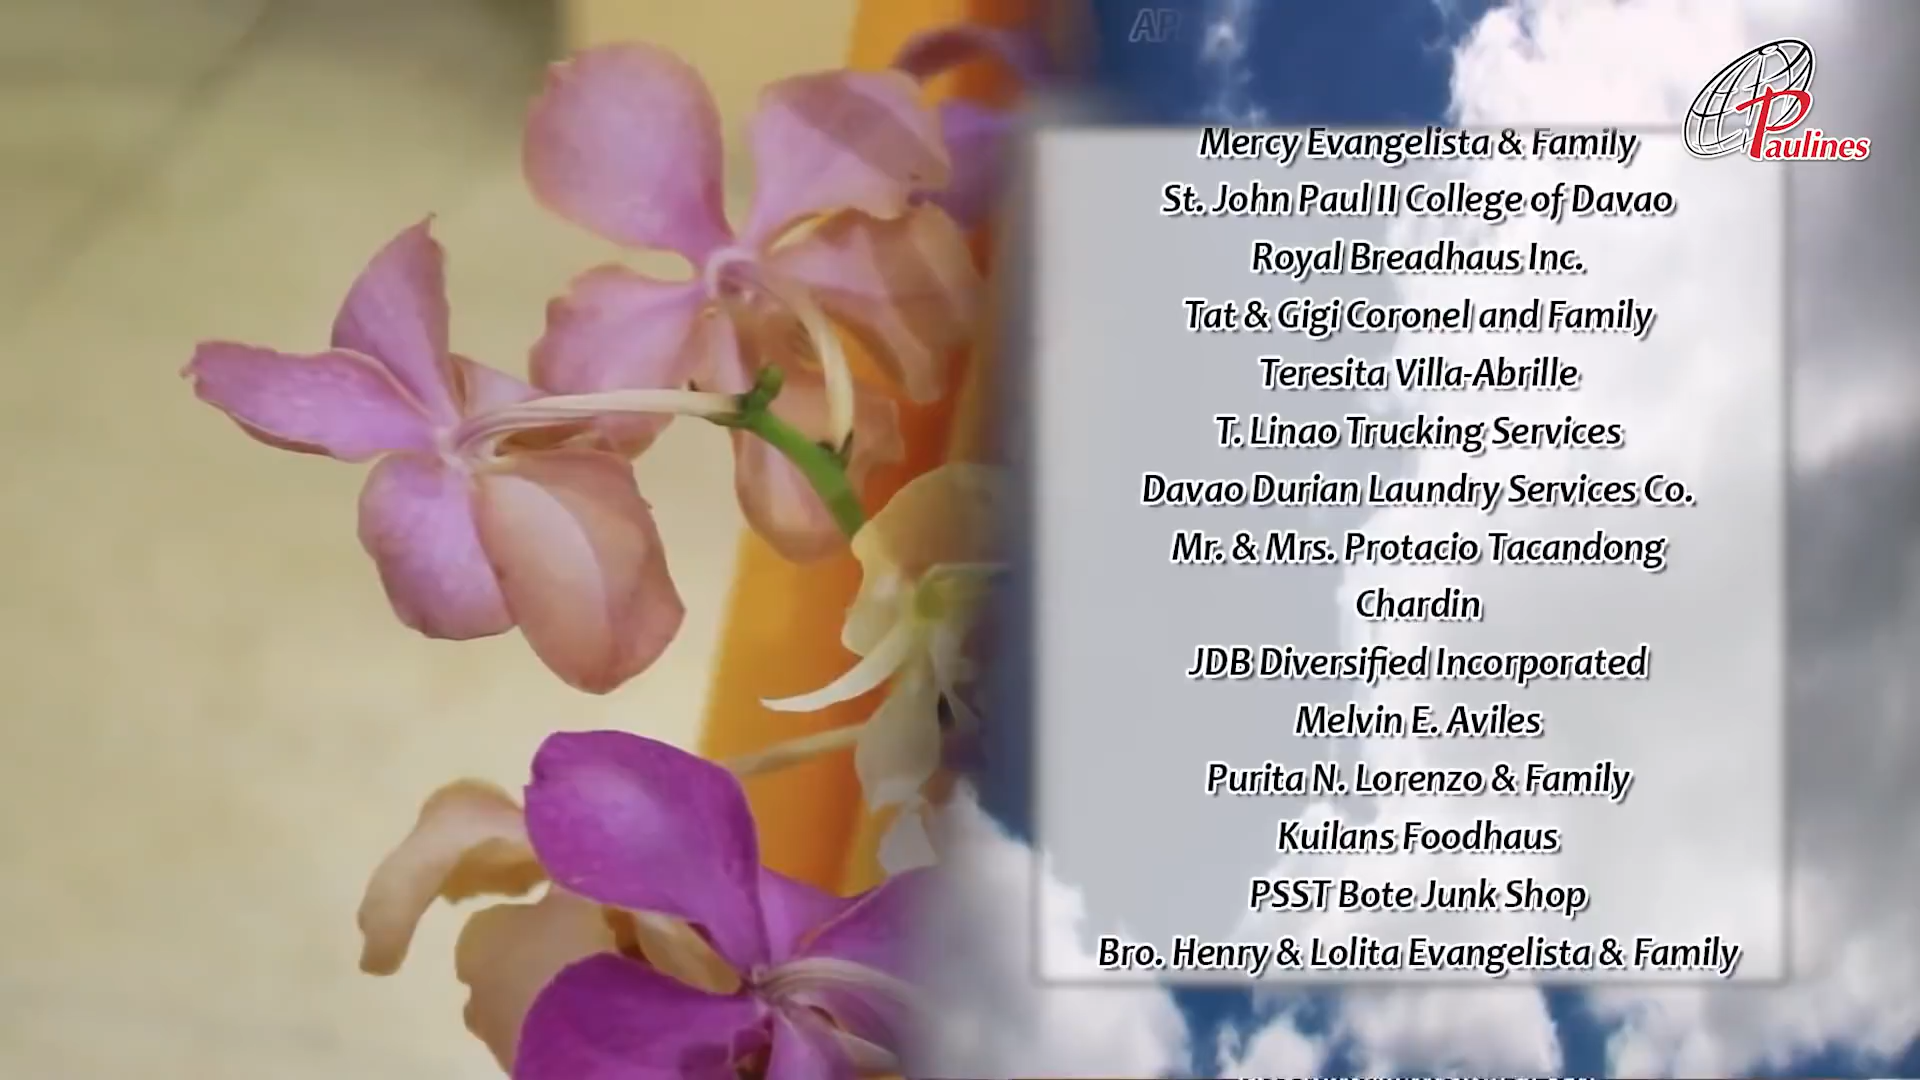 Paulines
Mercy Evangelista & Family
St. John Paul II College of Davao
Royal Breadhaus Inc.
Tat & Gigi Coronel and Family
Teresita Villa-Abrille
T. Linao Trucking Services
Davao Durian Laundry Services Co.
Mr. & Mrs. Protacio Tacandong
Chardin
JDB Diversified Incorporated
Melvin E. Aviles
Purita N. Lorenzo & Family
Kuilans Foodhaus
PSST Bote Junk Shop
Bro. Henry & Lolita Evangelista & Family